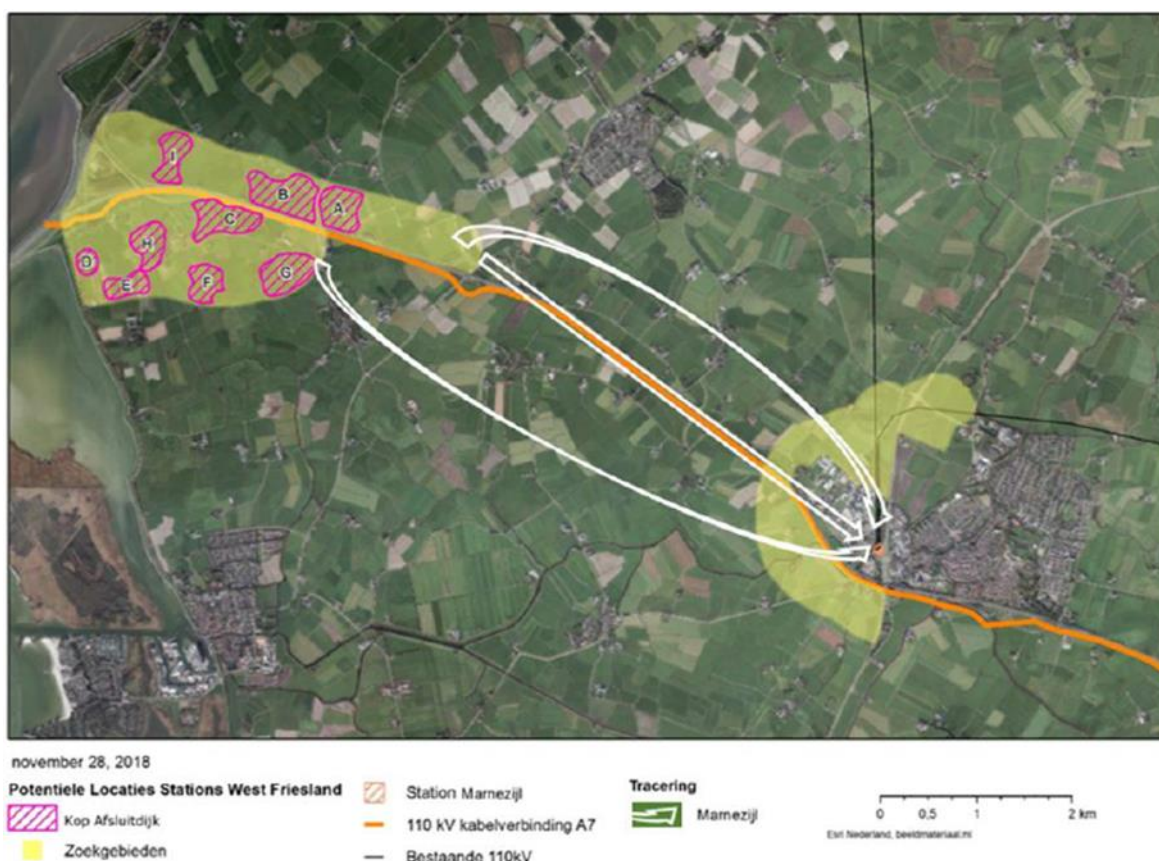 I
B
A
C
H
D
E
F
G
november 28, 2018
Potentiele Locaties Stations West Friesland
Kop Afsluitdijk
Zoekgebieden
Station Marnezijl
110 kV kabelverbinding A7
Bestaande 110kV
Tracering
Marnezijl
0 0.5 1 2 km
Esri Nederland, beeldmateriaal.nl